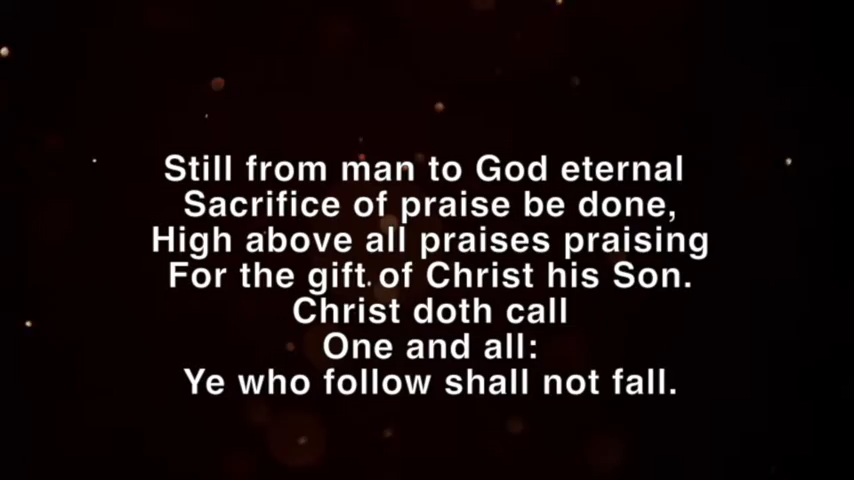 Still from man to God eternal
Sacrifice of praise be done,
High above all praises praising
For the gift of Christ his Son.
Christ doth call
One and all:
Ye who follow shall not fall.